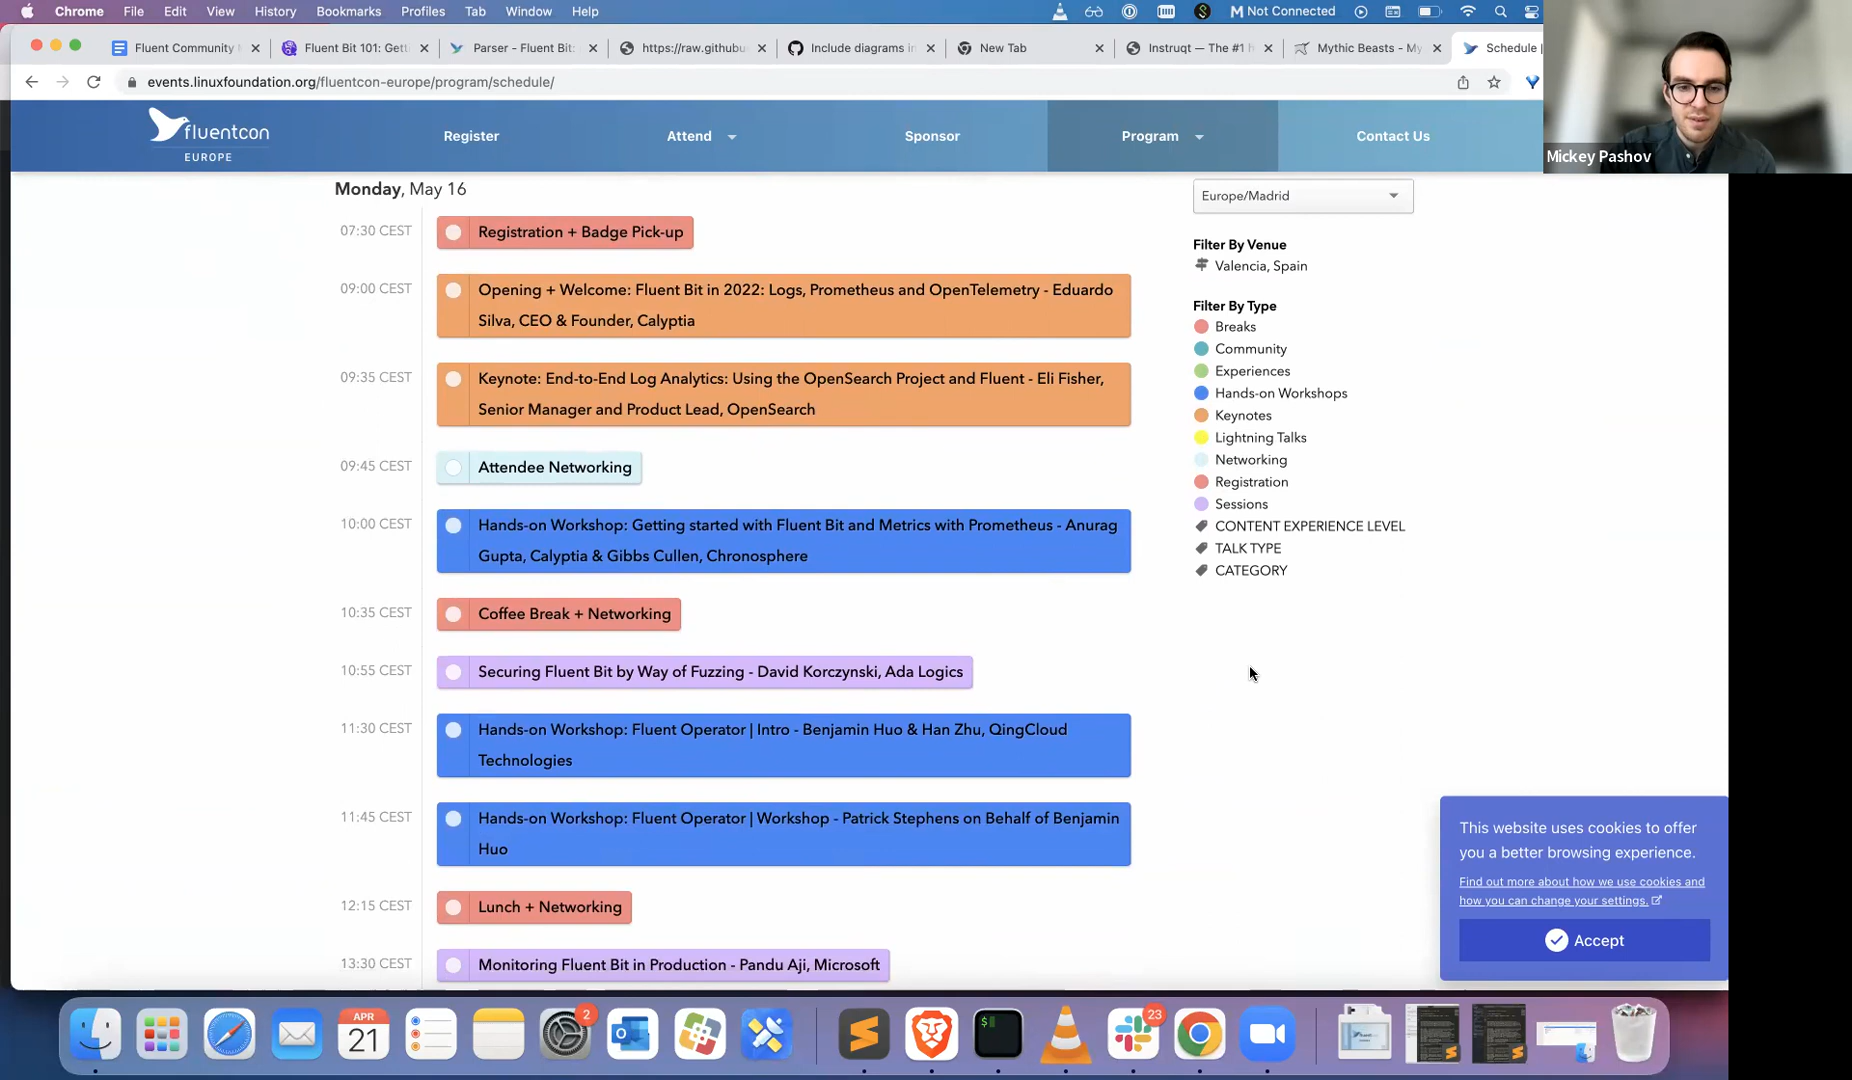 Chrome File Edit View History Bookmarks Profiles Tab Window Help
Not Connected
Fluent Community
Fluent Bit 101: Gett
Parser - Fluent Bit:
https://raw.githubu
Include diagrams in
New Tab
Instruqt — The #1 h
Mythic Beasts - My
Schedule |
events.linuxfoundation.org/fluentcon-europe/program/schedule/
fluentcon
EUROPE
Register
Attend
Sponsor
Program
Contact Us
Mickey Pashov
Monday, May 16
07:30 CEST
Registration + Badge Pick-up
09:00 CEST
Opening + Welcome: Fluent Bit in 2022: Logs, Prometheus and OpenTelemetry - Eduardo
Silva, CEO & Founder, Calyptia
09:35 CEST
Keynote: End-to-End Log Analytics: Using the OpenSearch Project and Fluent - Eli Fisher,
Senior Manager and Product Lead, OpenSearch
09:45 CEST
Attendee Networking
10:00 CEST
Hands-on Workshop: Getting started with Fluent Bit and Metrics with Prometheus - Anurag
Gupta, Calyptia & Gibbs Cullen, Chronosphere
10:35 CEST
Coffee Break + Networking
10:55 CEST
Securing Fluent Bit by Way of Fuzzing - David Korczynski, Ada Logics
11:30 CEST
Hands-on Workshop: Fluent Operator | Intro - Benjamin Huo & Han Zhu, QingCloud
Technologies
11:45 CEST
Hands-on Workshop: Fluent Operator | Workshop - Patrick Stephens on Behalf of Benjamin
Huo
12:15 CEST
Lunch + Networking
13:30 CEST
Monitoring Fluent Bit in Production - Pandu Aji, Microsoft
Europe/Madrid
Filter By Venue
Valencia, Spain
Filter By Type
Breaks
Community
Experiences
Hands-on Workshops
Keynotes
Lightning Talks
Networking
Registration
Sessions
CONTENT EXPERIENCE LEVEL
TALK TYPE
CATEGORY
This website uses cookies to offer
you a better browsing experience.
Find out more about how we use cookies and
how you can change your settings.
Accept
APR
21
2
23